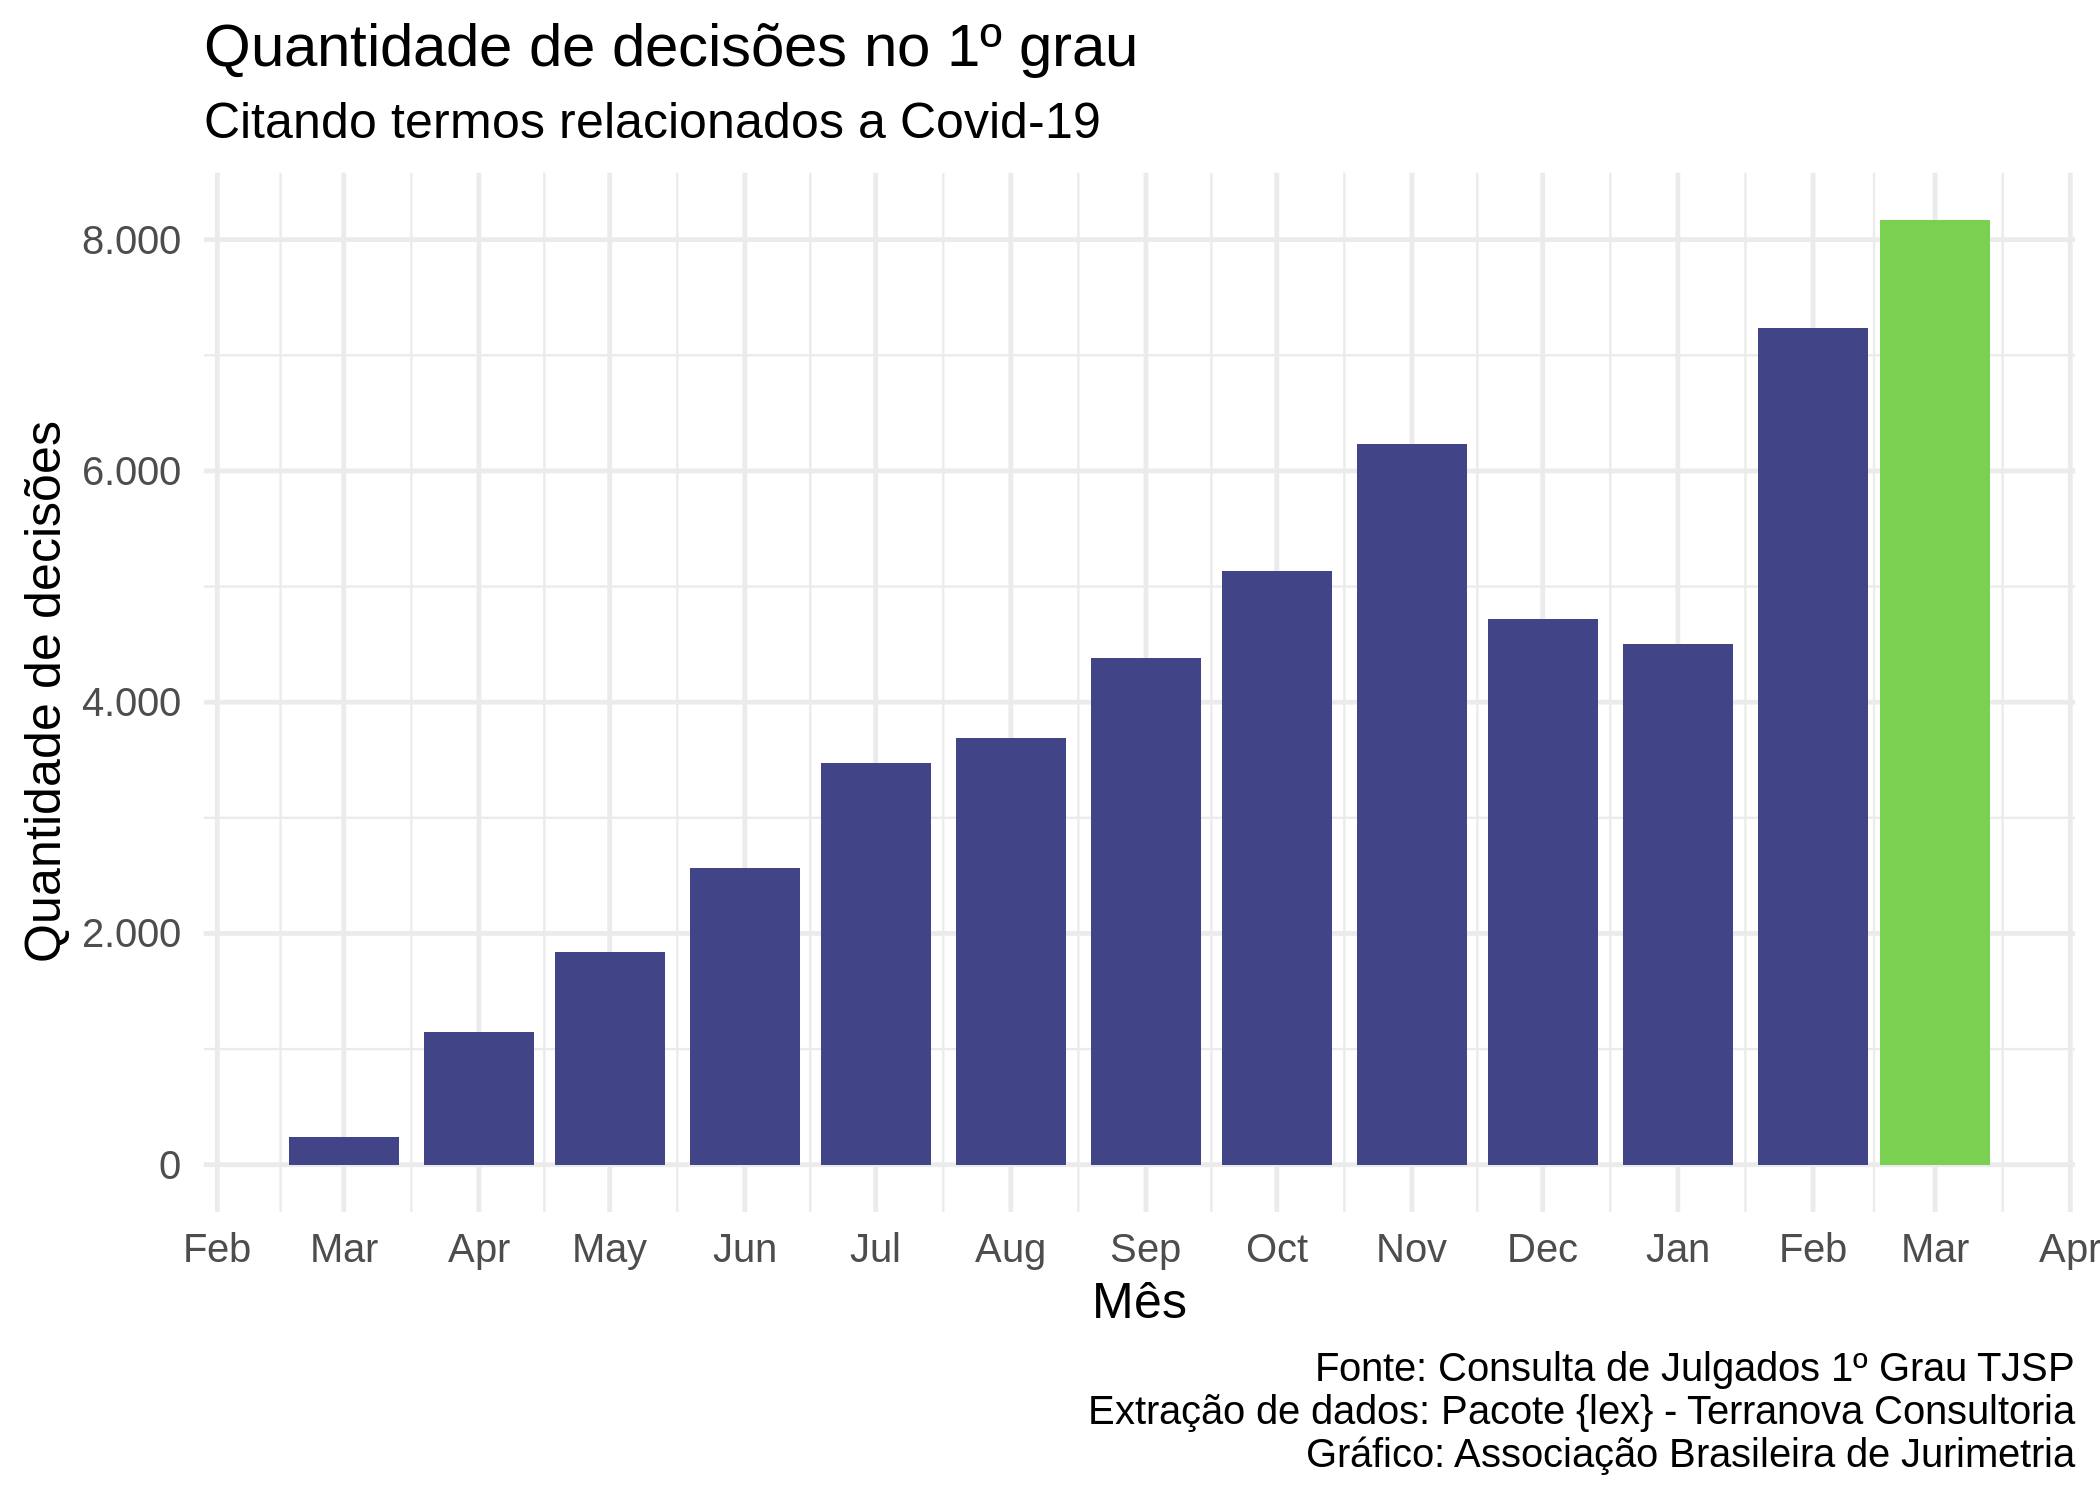 Quantidade de decisões no 1º grau
Citando termos relacionados a Covid-19
Quantidade de decisões
8.000
6.000
4.000
2.000
0
Feb Mar Apr May Jun Jul Aug Sep Oct Nov Dec Jan Feb Mar Apr
Mês
Fonte: Consulta de Julgados 1º Grau TJSP
Extração de dados: Pacote {lex} - Terranova Consultoria
Gráfico: Associação Brasileira de Jurimetria